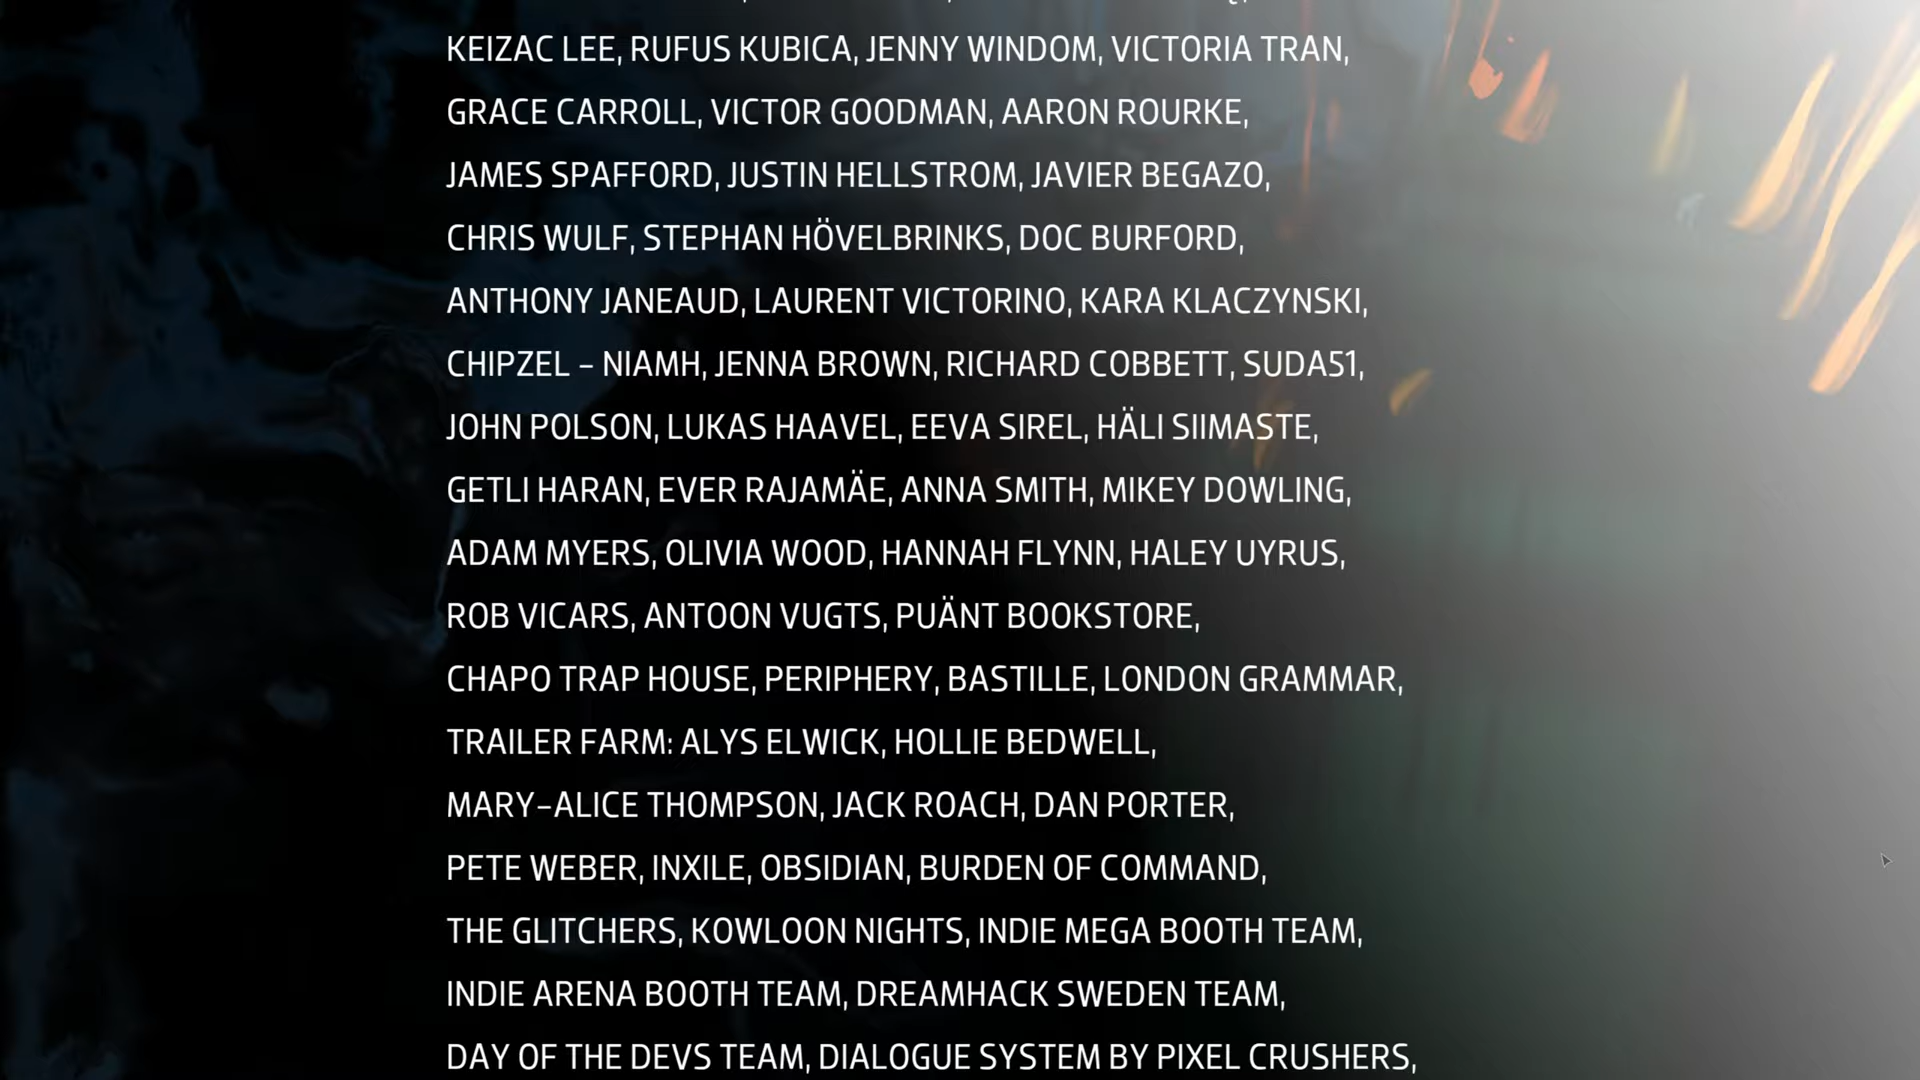 KEIZAC LEE, RUFUS KUBICA, JENNY WINDOM, VICTORIA TRAN,
GRACE CARROLL, VICTOR GOODMAN, AARON ROURKE,
JAMES SPAFFORD, JUSTIN HELLSTROM, JAVIER BEGAZO,
CHRIS WULF, STEPHAN HÖVELBRINKS, DOC BURFORD,
ANTHONY JANEAUD, LAURENT VICTORINO, KARA KLACZYNSKI,
CHIPZEL – NIAMH, JENNA BROWN, RICHARD COBBETT, SUDA51,
JOHN POLSON, LUKAS HAAVEL, EEVA SIREL, HÄLI SIIMASTE,
GETLI HARAN, EVER RAJAMÄE, ANNA SMITH, MIKEY DOWLING,
ADAM MYERS, OLIVIA WOOD, HANNAH FLYNN, HALEY UYRUS,
ROB VICARS, ANTOON VUGTS, PUÄNT BOOKSTORE,
CHAPO TRAP HOUSE, PERIPHERY, BASTILLE, LONDON GRAMMAR,
TRAILER FARM: ALYS ELWICK, HOLLIE BEDWELL,
MARY–ALICE THOMPSON, JACK ROACH, DAN PORTER,
PETE WEBER, INXILE, OBSIDIAN, BURDEN OF COMMAND,
THE GLITCHERS, KOWLOON NIGHTS, INDIE MEGA BOOTH TEAM,
INDIE ARENA BOOTH TEAM, DREAMHACK SWEDEN TEAM,
DAY OF THE DEVS TEAM, DIALOGUE SYSTEM BY PIXEL CRUSHERS,